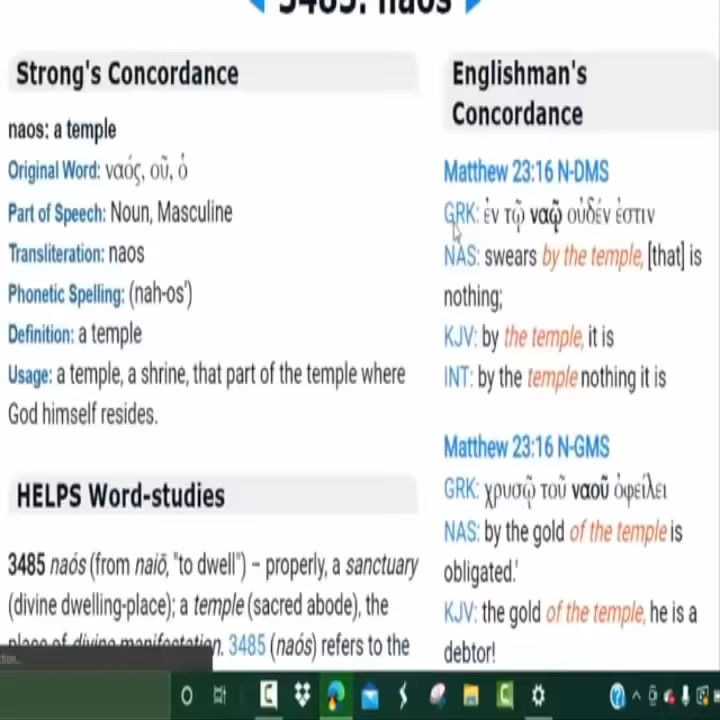 3485: naos
Strong's Concordance
naos: a temple
Original Word: ναός, οῦ, ὁ
Part of Speech: Noun, Masculine
Transliteration: naos
Phonetic Spelling: (nah-os')
Definition: a temple
Usage: a temple, a shrine, that part of the temple where
God himself resides.
HELPS Word-studies
3485 naós (from naiō, "to dwell") – properly, a sanctuary
(divine dwelling-place); a temple (sacred abode), the
place of divine manifestation. 3485 (naós) refers to the
Englishman's
Concordance
Matthew 23:16 N-DMS
GRK: ἐν τῷ ναῷ οὐδέν ἐστιν
NAS: swears by the temple, [that] is
nothing;
KJV: by the temple, it is
INT: by the temple nothing it is
Matthew 23:16 N-GMS
GRK: χρυσῷ τοῦ ναοῦ ὀφείλει
NAS: by the gold of the temple is
obligated.'
KJV: the gold of the temple, he is a
debtor!